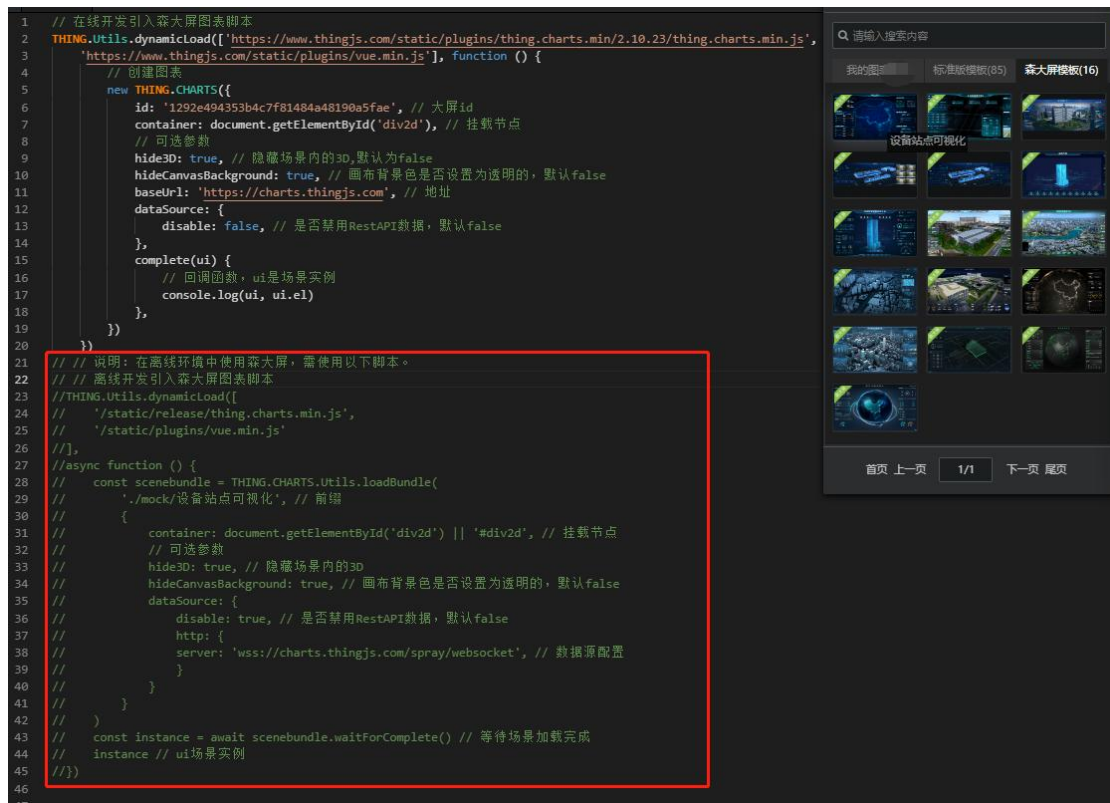 1 // 在线开发引入森大屏图表脚本
2 THING.Utils.dynamicLoad(['https://www.thingjs.com/static/plugins/thing.charts.min/2.10.23/thing.charts.min.js',
3 'https://www.thingjs.com/static/plugins/vue.min.js'], function () {
4 // 创建图表
5 new THING.CHARTS({
6 id: '1292e494353b4c7f81484a48190a5fae', // 大屏id
7 container: document.getElementById('div2d'), // 挂载节点
8 // 可选参数
9 hide3D: true, // 隐藏场景内的3D,默认为false
10 hideCanvasBackground: true, // 画布背景色是否设置为透明的，默认false
11 baseUrl: 'https://charts.thingjs.com', // 地址
12 dataSource: {
13 disable: false, // 是否禁用RestAPI数据，默认false
14 },
15 complete(ui) {
16 // 回调函数，ui是场景实例
17 console.log(ui, ui.el)
18 },
19 })
20 })
21 // // 说明：在离线环境中使用森大屏，需使用以下脚本。
22 // // 离线开发引入森大屏图表脚本
23 //THING.Utils.dynamicLoad([
24 // '/static/release/thing.charts.min.js',
25 // '/static/plugins/vue.min.js'
26 //],
27 //async function () {
28 // const scenebundle = THING.CHARTS.Utils.loadBundle(
29 // './mock/设备站点可视化', // 前缀
30 // {
31 // container: document.getElementById('div2d') || '#div2d', // 挂载节点
32 // // 可选参数
33 // hide3D: true, // 隐藏场景内的3D
34 // hideCanvasBackground: true, // 画布背景色是否设置为透明的，默认false
35 // dataSource: {
36 // disable: true, // 是否禁用RestAPI数据，默认false
37 // http: {
38 // server: 'wss://charts.thingjs.com/spray/websocket', // 数据源配置
39 // }
40 // }
41 // }
42 // )
43 // const instance = await scenebundle.waitForComplete() // 等待场景加载完成
44 // instance // ui场景实例
45 //})
46
请输入搜索内容
我的图 标准版模板(85) 森大屏模板(16)
设备站点可视化
首页 上一页 1/1 下一页 尾页